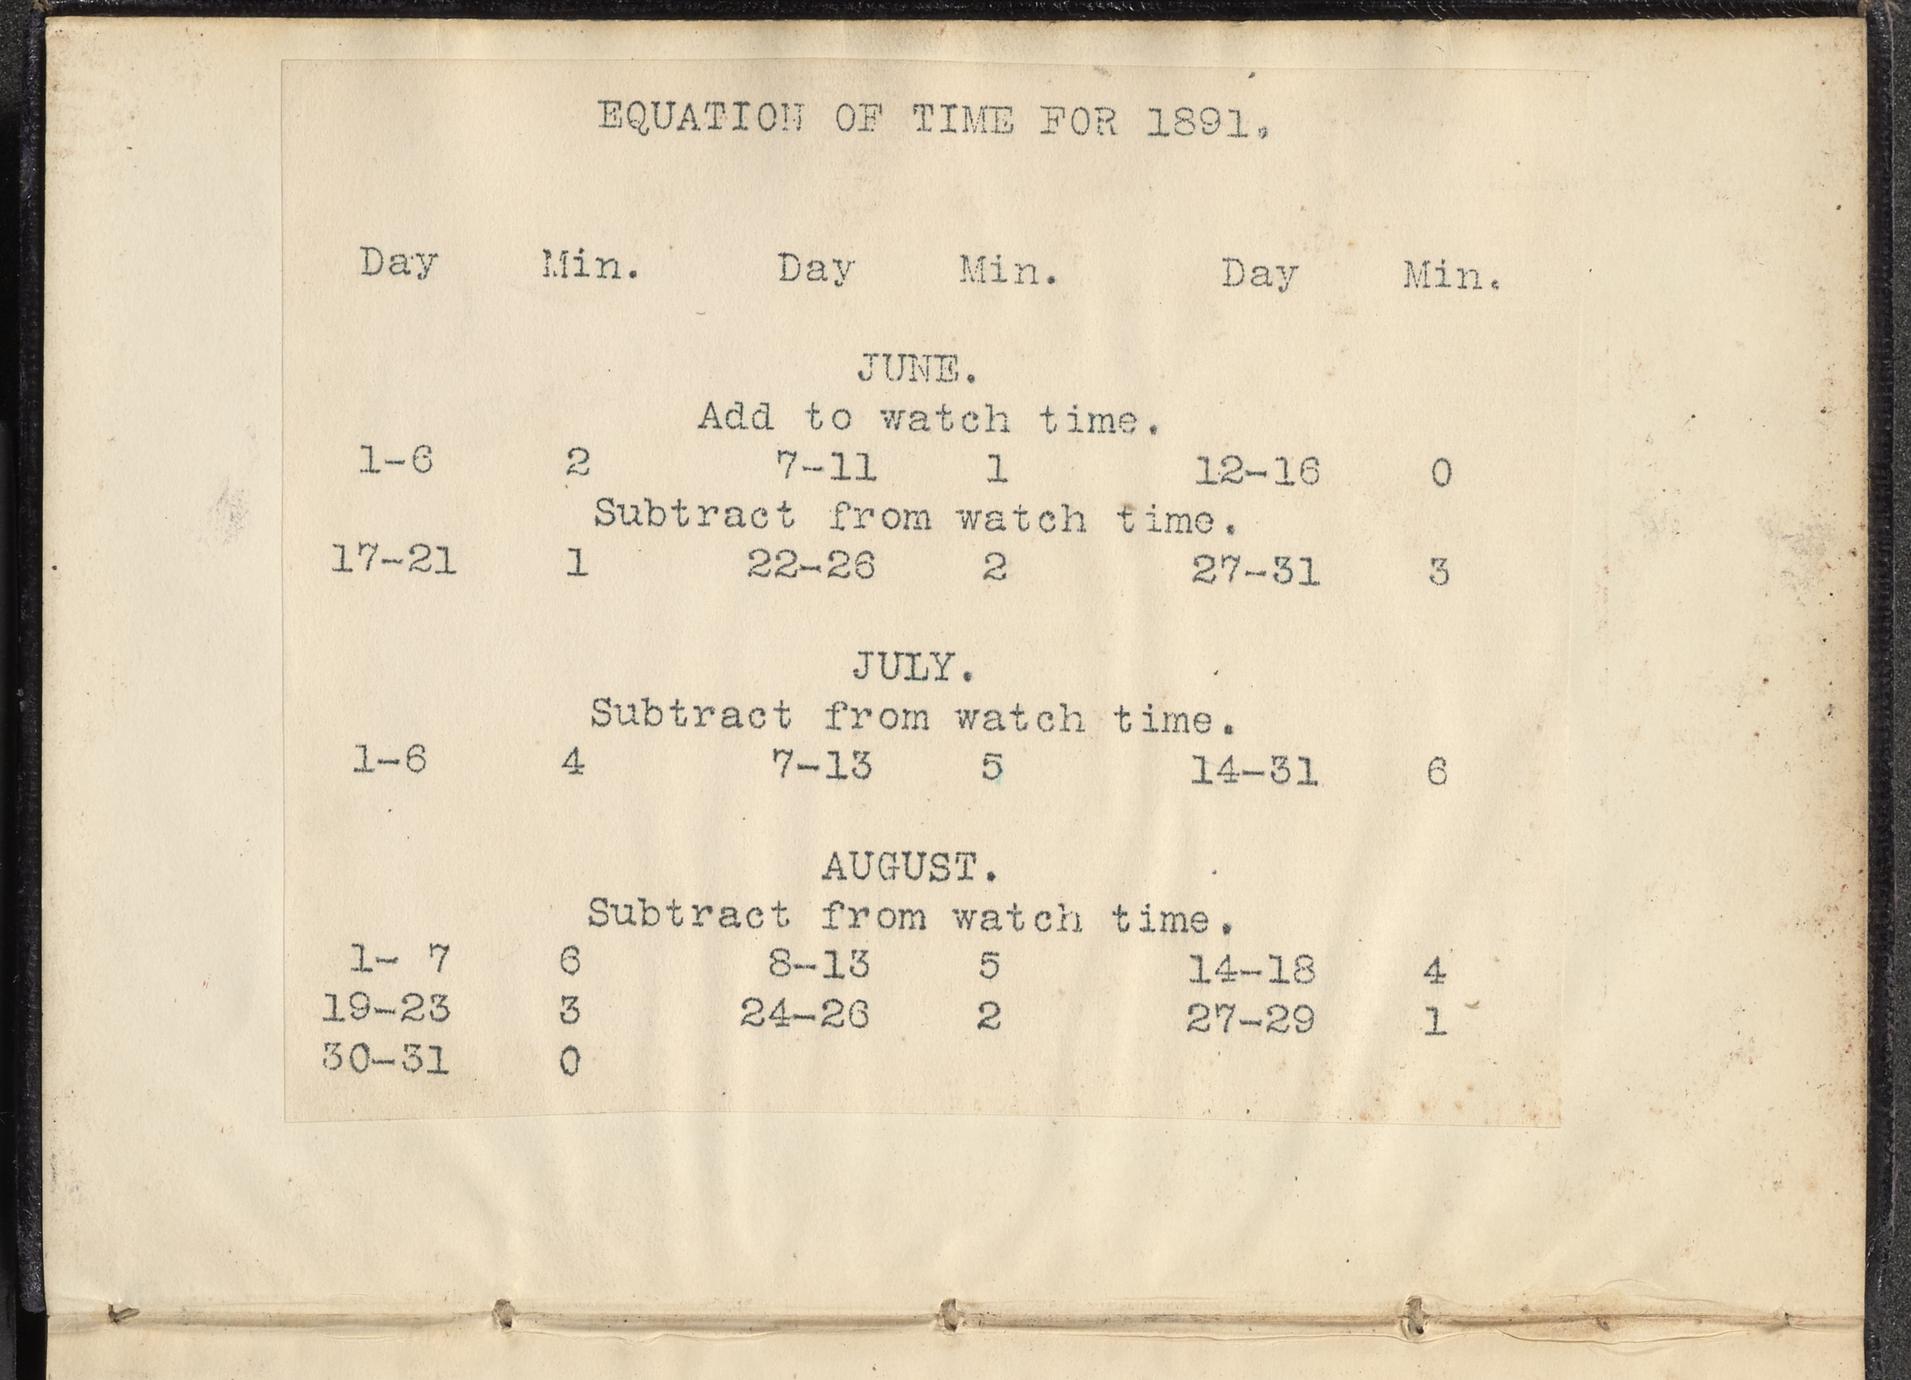 EQUATION OF TIME FOR 1891.
Day Min. Day Min. Day Min.
JUNE.
Add to watch time.
1-6 2 7-11 1 12-16 0
Subtract from watch time.
17-21 1 22-26 2 27-31 3
JULY.
Subtract from watch time.
1-6 4 7-13 5 14-31 6
AUGUST.
Subtract from watch time.
1- 7 6 8-13 5 14-18 4
19-23 3 24-26 2 27-29 1
30-31 0